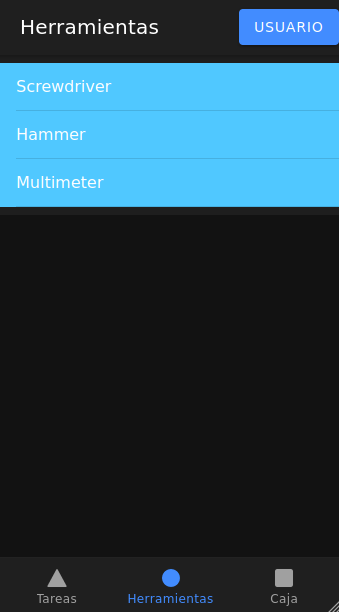 Herramientas
USUARIO
Screwdriver
Hammer
Multimeter
Tareas
Herramientas
Caja